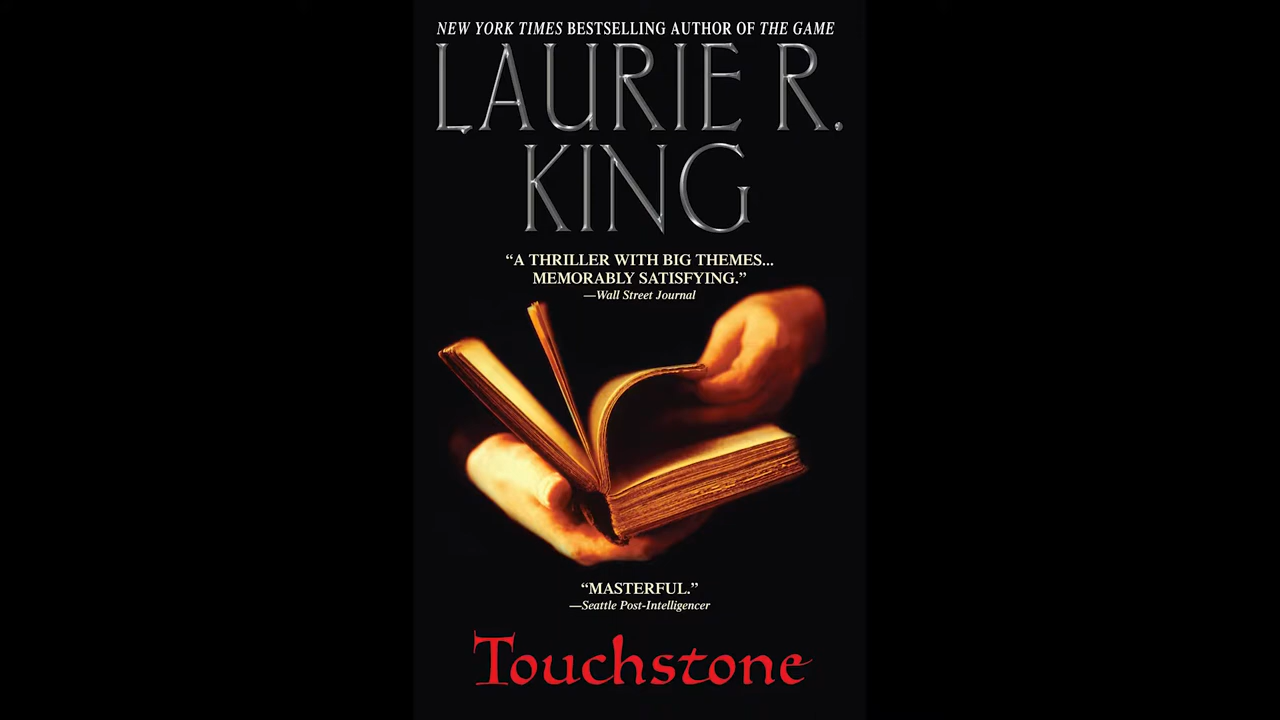 NEW YORK TIMES BESTSELLING AUTHOR OF THE GAME
LAURIE R.
KING
“A THRILLER WITH BIG THEMES...
MEMORABLY SATISFYING.”
—Wall Street Journal
“MASTERFUL.”
—Seattle Post-Intelligencer
Touchstone